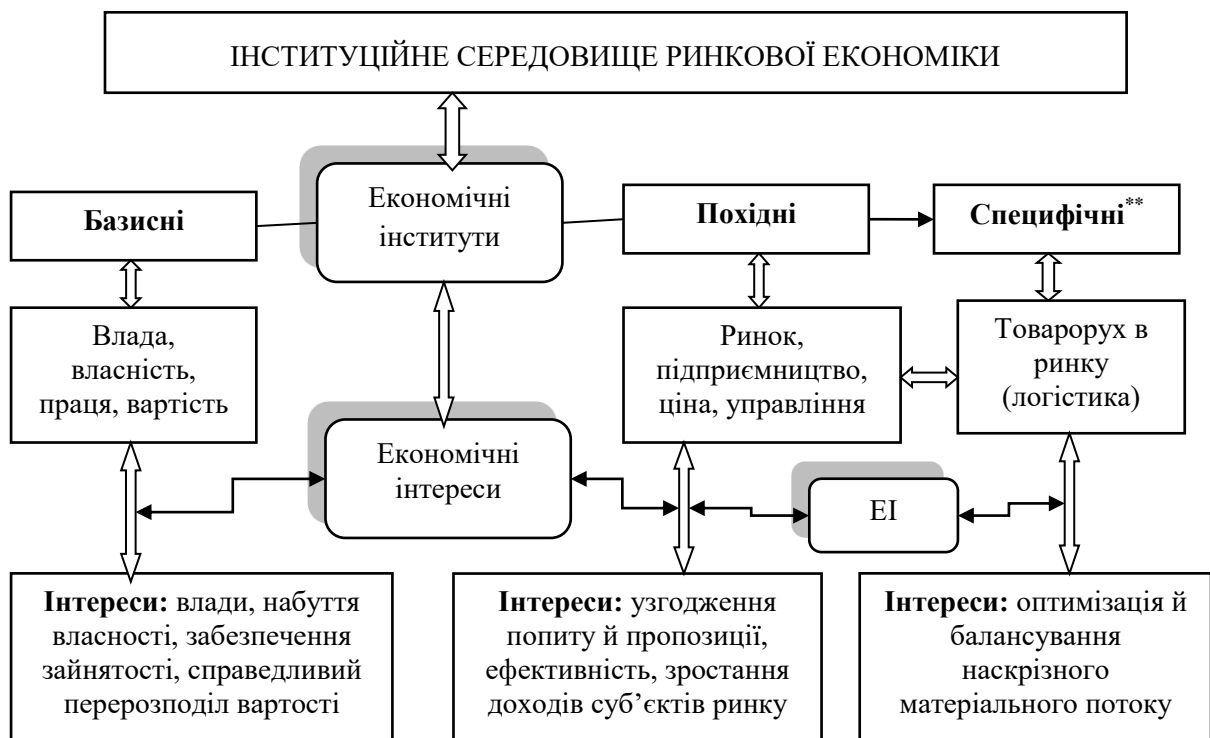 ІНСТИТУЦІЙНЕ СЕРЕДОВИЩЕ РИНКОВОЇ ЕКОНОМІКИ
Економічні
інститути
Базисні
Похідні
Специфічні**
Влада,
власність,
праця, вартість
Ринок,
підприємництво,
ціна, управління
Товарорух в
ринку
(логістика)
Економічні
інтереси
ЕІ
Інтереси: влади, набуття
власності, забезпечення
зайнятості, справедливий
перерозподіл вартості
Інтереси: узгодження
попиту й пропозиції,
ефективність, зростання
доходів суб’єктів ринку
Інтереси: оптимізація й
балансування
наскрізного
матеріального потоку